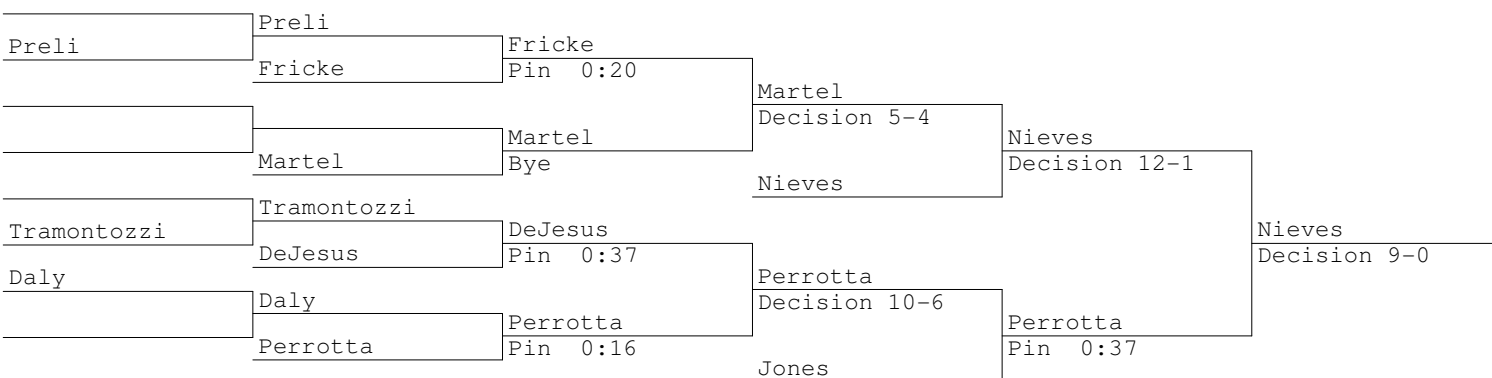 Preli
Preli
Fricke
Fricke
Pin 0:20
Martel
Martel
Bye
Martel
Decision 5-4
Nieves
Nieves
Decision 12-1
Tramontozzi
Tramontozzi
DeJesus
DeJesus
Pin 0:37
Daly
Daly
Perrotta
Perrotta
Pin 0:16
Perrotta
Decision 10-6
Jones
Perrotta
Pin 0:37
Nieves
Decision 9-0